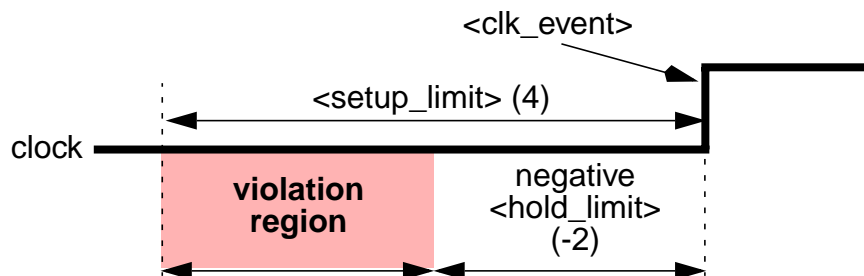 <clk_event>
<setup_limit> (4)
clock
violation
region
negative
<hold_limit>
(-2)